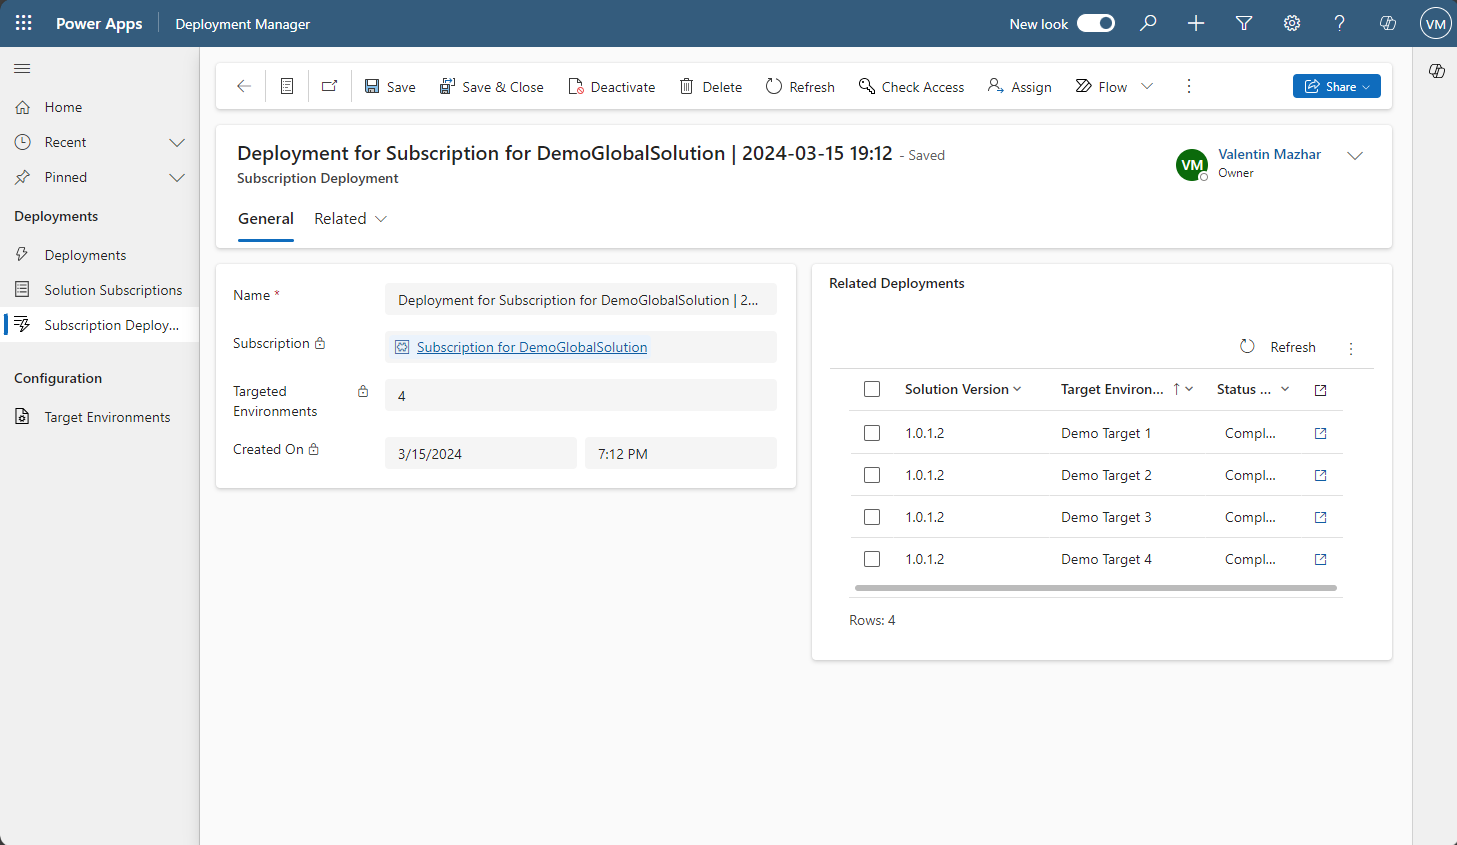 Power Apps Deployment Manager New look VM
Save Save & Close Deactivate Delete Refresh Check Access Assign Flow Share
Home
Recent
Pinned
Deployments
Deployments
Solution Subscriptions
Subscription Deploy...
Configuration
Target Environments
Deployment for Subscription for DemoGlobalSolution | 2024-03-15 19:12 - Saved
Subscription Deployment
VM Valentin Mazhar
Owner
General Related
Name * Deployment for Subscription for DemoGlobalSolution | 2...
Subscription Subscription for DemoGlobalSolution
Targeted
Environments 4
Created On 3/15/2024 7:12 PM
Related Deployments
Refresh
Solution Version Target Environ... Status ...
1.0.1.2 Demo Target 1 Compl...
1.0.1.2 Demo Target 2 Compl...
1.0.1.2 Demo Target 3 Compl...
1.0.1.2 Demo Target 4 Compl...
Rows: 4